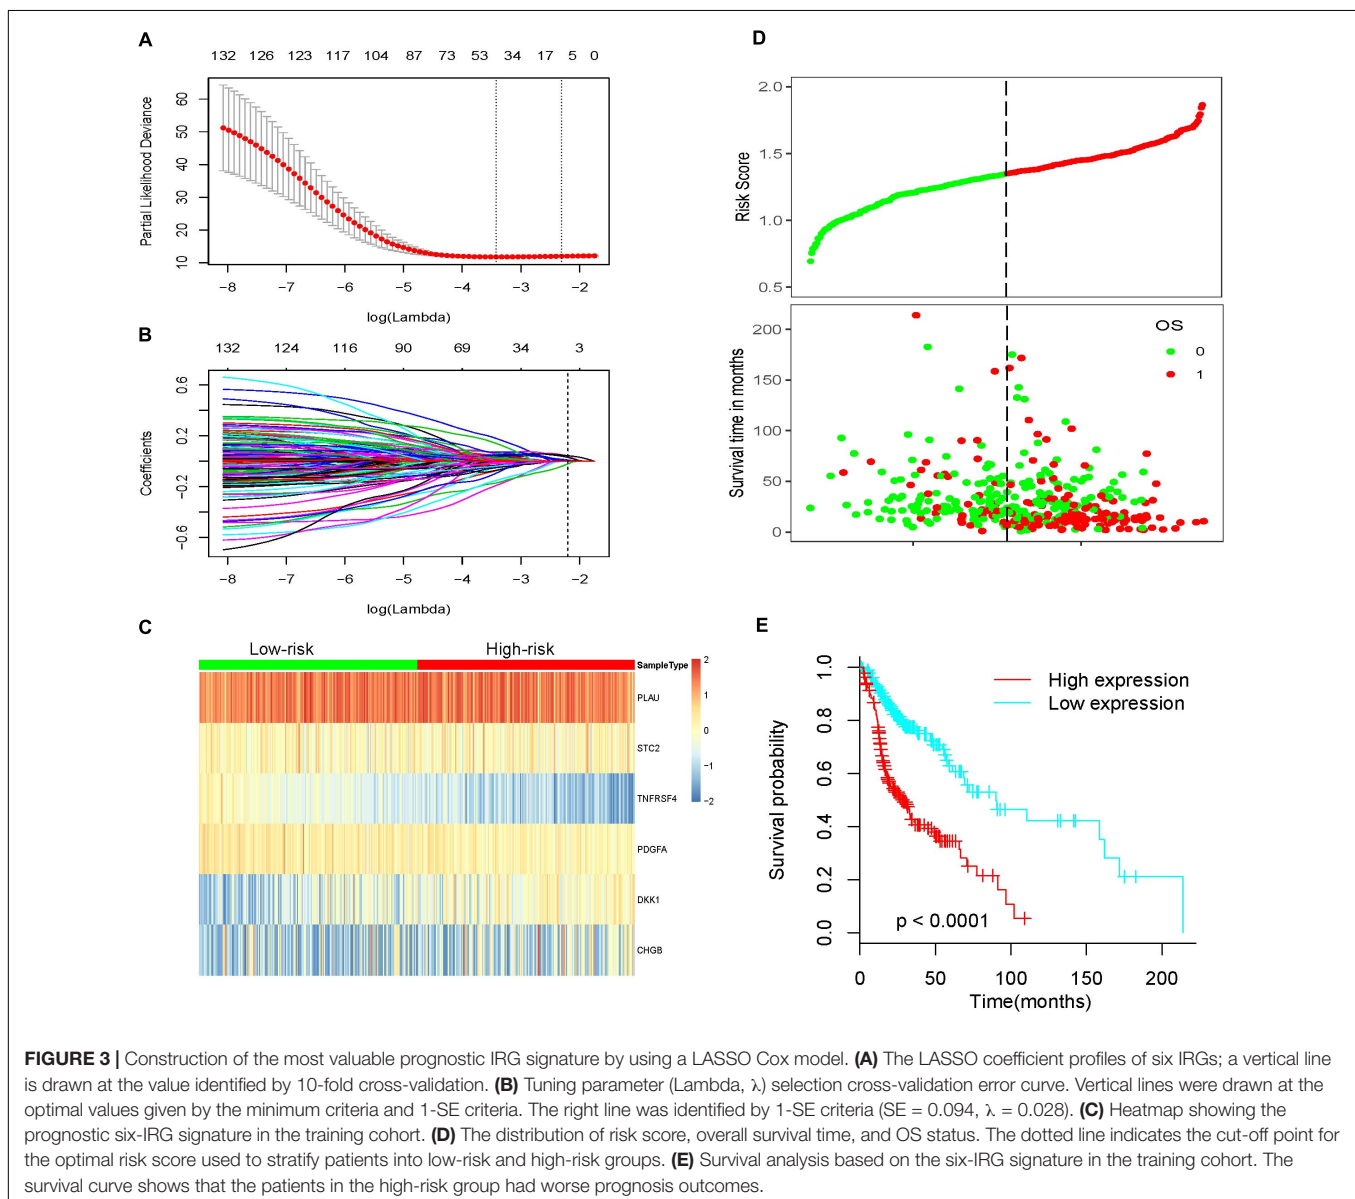 A
132 126 123 117 104 87 73 53 34 17 5 0
Partial Likelihood Deviance
60
50
40
30
20
10
−8 −7 −6 −5 −4 −3 −2
log(Lambda)
B
132 124 116 90 69 34 3
Coefficients
0.6
0.2
−0.2
−0.6
−8 −7 −6 −5 −4 −3 −2
log(Lambda)
C
Low-risk High-risk
SampleType
PLAU
STC2
TNFRSF4
PDGFA
DKK1
CHGB
2
1
0
−1
−2
D
Risk Score
2.0
1.5
1.0
0.5
Survival time in months
200
150
100
50
0
OS
0
1
E
Survival probability
1.0
0.8
0.6
0.4
0.2
0.0
High expression
Low expression
p < 0.0001
0 50 100 150 200
Time(months)
FIGURE 3 | Construction of the most valuable prognostic IRG signature by using a LASSO Cox model. (A) The LASSO coefficient profiles of six IRGs; a vertical line
is drawn at the value identified by 10-fold cross-validation. (B) Tuning parameter (Lambda, λ) selection cross-validation error curve. Vertical lines were drawn at the
optimal values given by the minimum criteria and 1-SE criteria. The right line was identified by 1-SE criteria (SE = 0.094, λ = 0.028). (C) Heatmap showing the
prognostic six-IRG signature in the training cohort. (D) The distribution of risk score, overall survival time, and OS status. The dotted line indicates the cut-off point for
the optimal risk score used to stratify patients into low-risk and high-risk groups. (E) Survival analysis based on the six-IRG signature in the training cohort. The
survival curve shows that the patients in the high-risk group had worse prognosis outcomes.